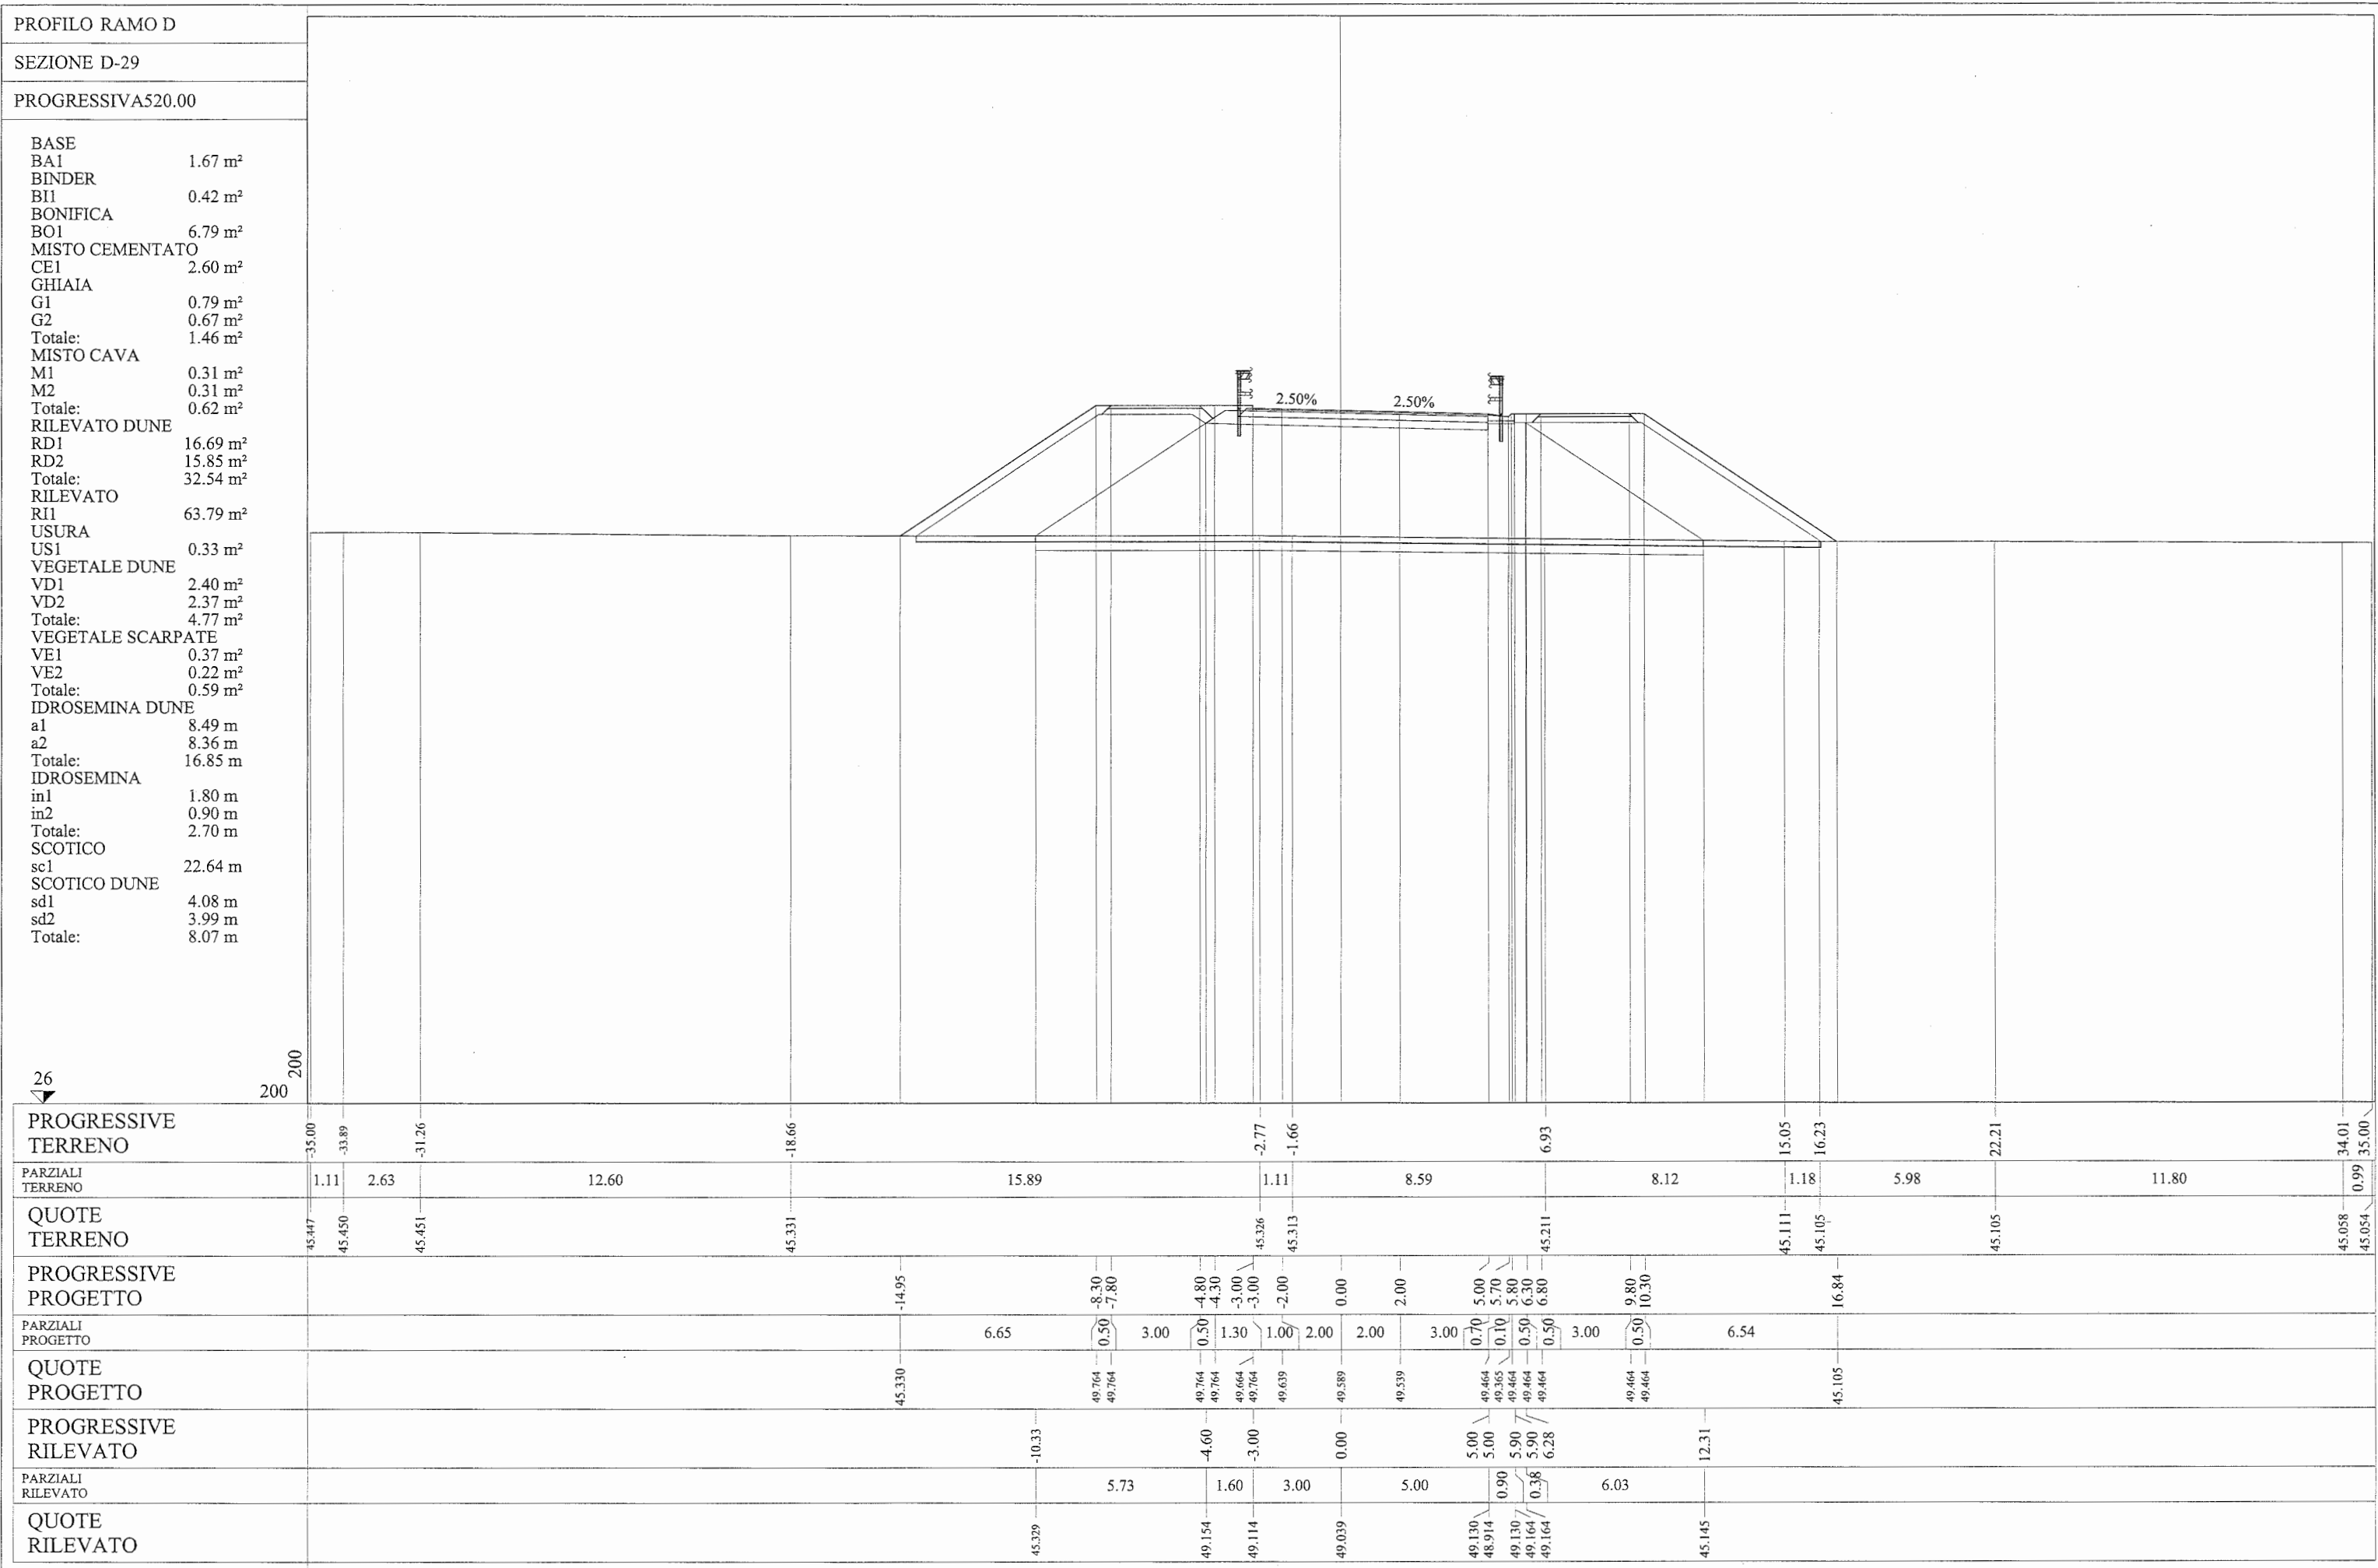 PROFILO RAMO D
SEZIONE D-29
PROGRESSIVA520.00
BASE
BA1 1.67 m²
BINDER
BI1 0.42 m²
BONIFICA
BO1 6.79 m²
MISTO CEMENTATO
CE1 2.60 m²
GHIAIA
G1 0.79 m²
G2 0.67 m²
Totale: 1.46 m²
MISTO CAVA
M1 0.31 m²
M2 0.31 m²
Totale: 0.62 m²
RILEVATO DUNE
RD1 16.69 m²
RD2 15.85 m²
Totale: 32.54 m²
RILEVATO
RI1 63.79 m²
USURA
US1 0.33 m²
VEGETALE DUNE
VD1 2.40 m²
VD2 2.37 m²
Totale: 4.77 m²
VEGETALE SCARPATE
VE1 0.37 m²
VE2 0.22 m²
Totale: 0.59 m²
IDROSEMINA DUNE
a1 8.49 m
a2 8.36 m
Totale: 16.85 m
IDROSEMINA
in1 1.80 m
in2 0.90 m
Totale: 2.70 m
SCOTICO
sc1 22.64 m
SCOTICO DUNE
sd1 4.08 m
sd2 3.99 m
Totale: 8.07 m
2.50% 2.50%
26 200 200
PROGRESSIVE
TERRENO
-35.00 -33.89 -31.26 -18.66 -2.77 -1.66 6.93 15.05 16.23 22.21 34.01 35.00
PARZIALI
TERRENO
1.11 2.63 12.60 15.89 1.11 8.59 8.12 1.18 5.98 11.80 0.99
QUOTE
TERRENO
45.447 45.450 45.451 45.331 45.326 45.313 45.211 45.111 45.105 45.105 45.058 45.054
PROGRESSIVE
PROGETTO
-14.95 -8.30 -7.80 -4.80 -4.30 -3.00 -3.00 -2.00 0.00 2.00 5.00 5.70 5.80 6.30 6.80 9.80 10.30 16.84
PARZIALI
PROGETTO
6.65 0.50 3.00 0.50 1.30 1.00 2.00 2.00 3.00 0.70 0.10 0.50 0.50 3.00 0.50 6.54
QUOTE
PROGETTO
45.330 49.764 49.764 49.764 49.764 49.664 49.764 49.639 49.589 49.539 49.464 49.365 49.464 49.464 49.464 49.464 49.464 45.105
PROGRESSIVE
RILEVATO
-10.33 -4.60 -3.00 0.00 5.00 5.00 5.90 5.90 6.28 12.31
PARZIALI
RILEVATO
5.73 1.60 3.00 5.00 0.90 0.38 6.03
QUOTE
RILEVATO
45.329 49.154 49.114 49.039 49.130 48.914 49.130 49.164 49.164 45.145